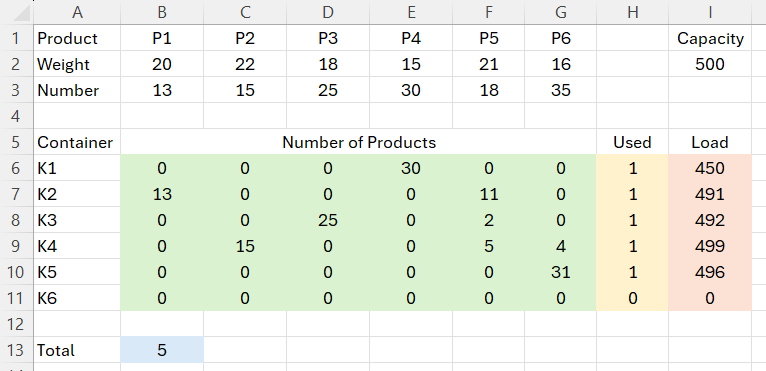 A B C D E F G H I
1 Product P1 P2 P3 P4 P5 P6 Capacity
2 Weight 20 22 18 15 21 16 500
3 Number 13 15 25 30 18 35
4
5 Container Number of Products Used Load
6 K1 0 0 0 30 0 0 1 450
7 K2 13 0 0 0 11 0 1 491
8 K3 0 0 25 0 2 0 1 492
9 K4 0 15 0 0 5 4 1 499
10 K5 0 0 0 0 0 31 1 496
11 K6 0 0 0 0 0 0 0 0
12
13 Total 5